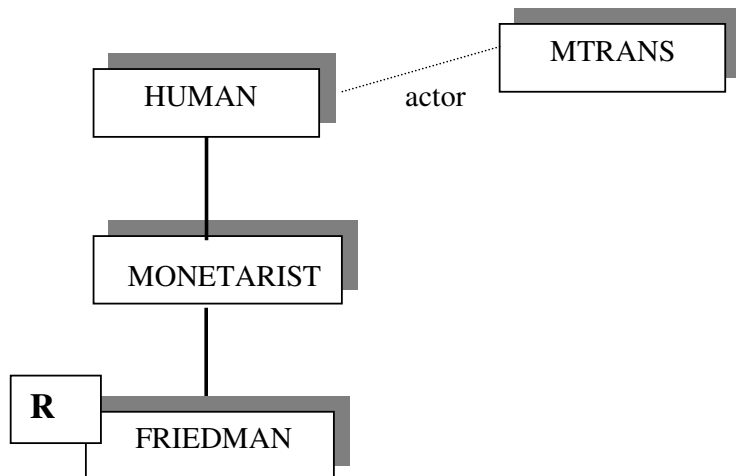 MTRANS
HUMAN
actor
MONETARIST
R
FRIEDMAN